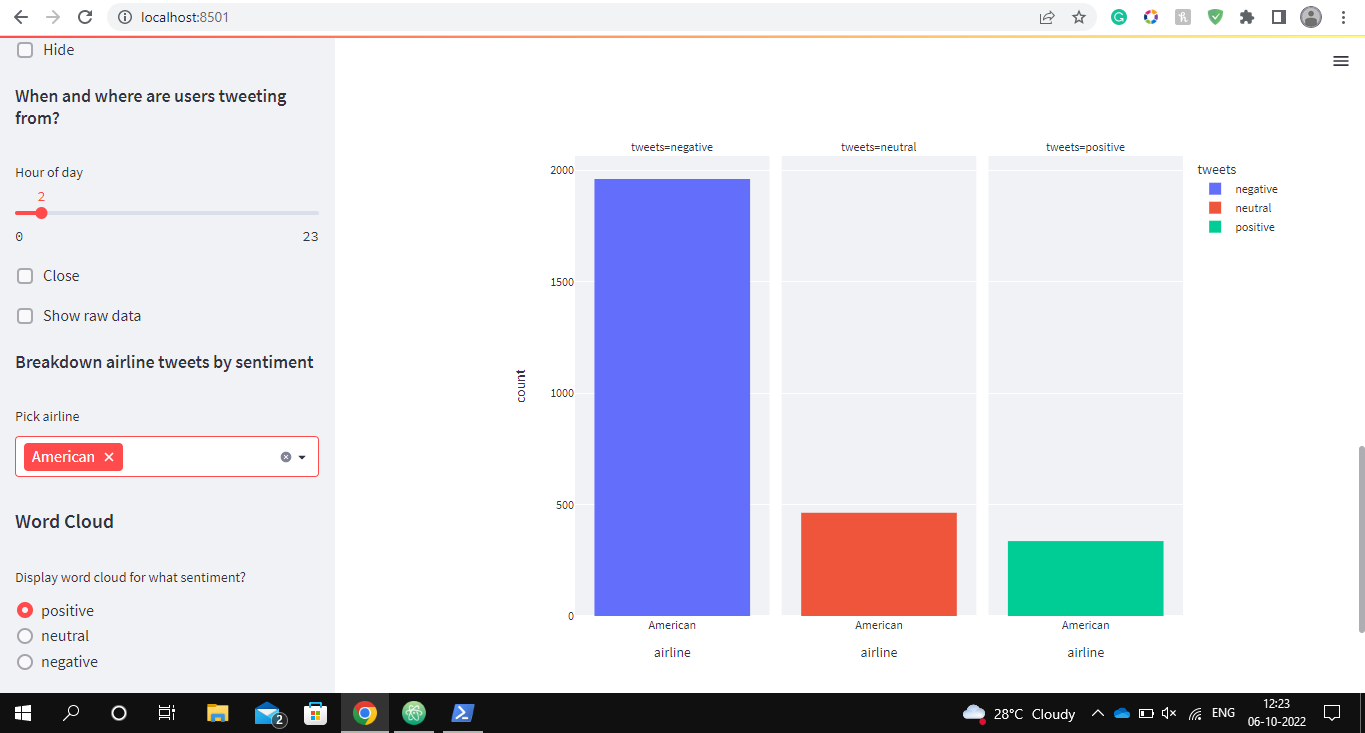 localhost:8501
Hide
When and where are users tweeting
from?
Hour of day
2
0 23
Close
Show raw data
Breakdown airline tweets by sentiment
Pick airline
American
Word Cloud
Display word cloud for what sentiment?
positive
neutral
negative
tweets=negative tweets=neutral tweets=positive
2000
1500
1000
500
0
count
American American American
airline airline airline
tweets
negative
neutral
positive
2
28°C Cloudy
ENG
12:23
06-10-2022